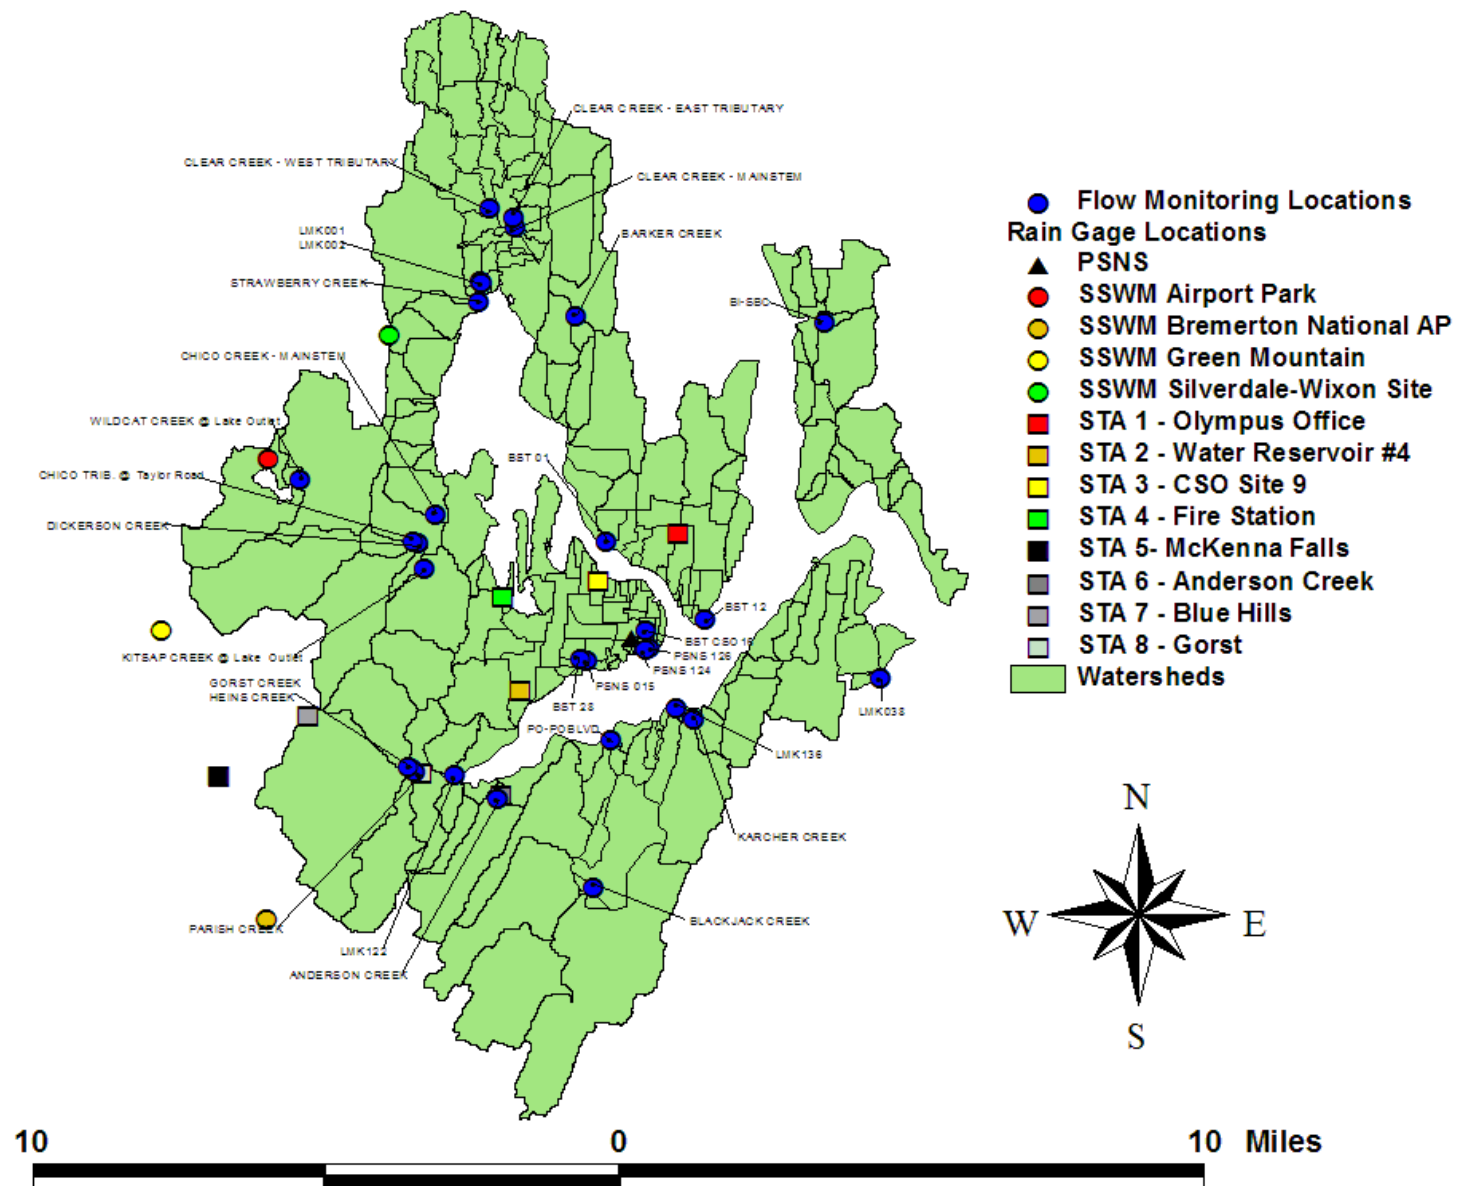 CLEAR CREEK - EAST TRIBUTARY
CLEAR CREEK - WEST TRIBUTARY
CLEAR CREEK - MAINSTEM
LMK001
LMK002
BARKER CREEK
STRAWBERRY CREEK
BI-SBC
CHICO CREEK - MAINSTEM
WILDCAT CREEK @ Lake Outlet
BST 01
CHICO TRIB. @ Taylor Road
DICKERSON CREEK
BST 12
BST CSO 16
PSNS 126
PSNS 124
KITSAP CREEK @ Lake Outlet
PSNS 015
GORST CREEK
HEINS CREEK
BST 28
LMK038
PO-POBLVD
LMK136
KARCHER CREEK
BLACKJACK CREEK
PARISH CREEK
LMK122
ANDERSON CREEK
Flow Monitoring Locations
Rain Gage Locations
PSNS
SSWM Airport Park
SSWM Bremerton National AP
SSWM Green Mountain
SSWM Silverdale-Wixon Site
STA 1 - Olympus Office
STA 2 - Water Reservoir #4
STA 3 - CSO Site 9
STA 4 - Fire Station
STA 5- McKenna Falls
STA 6 - Anderson Creek
STA 7 - Blue Hills
STA 8 - Gorst
Watersheds
N
W E
S
10 0 10 Miles